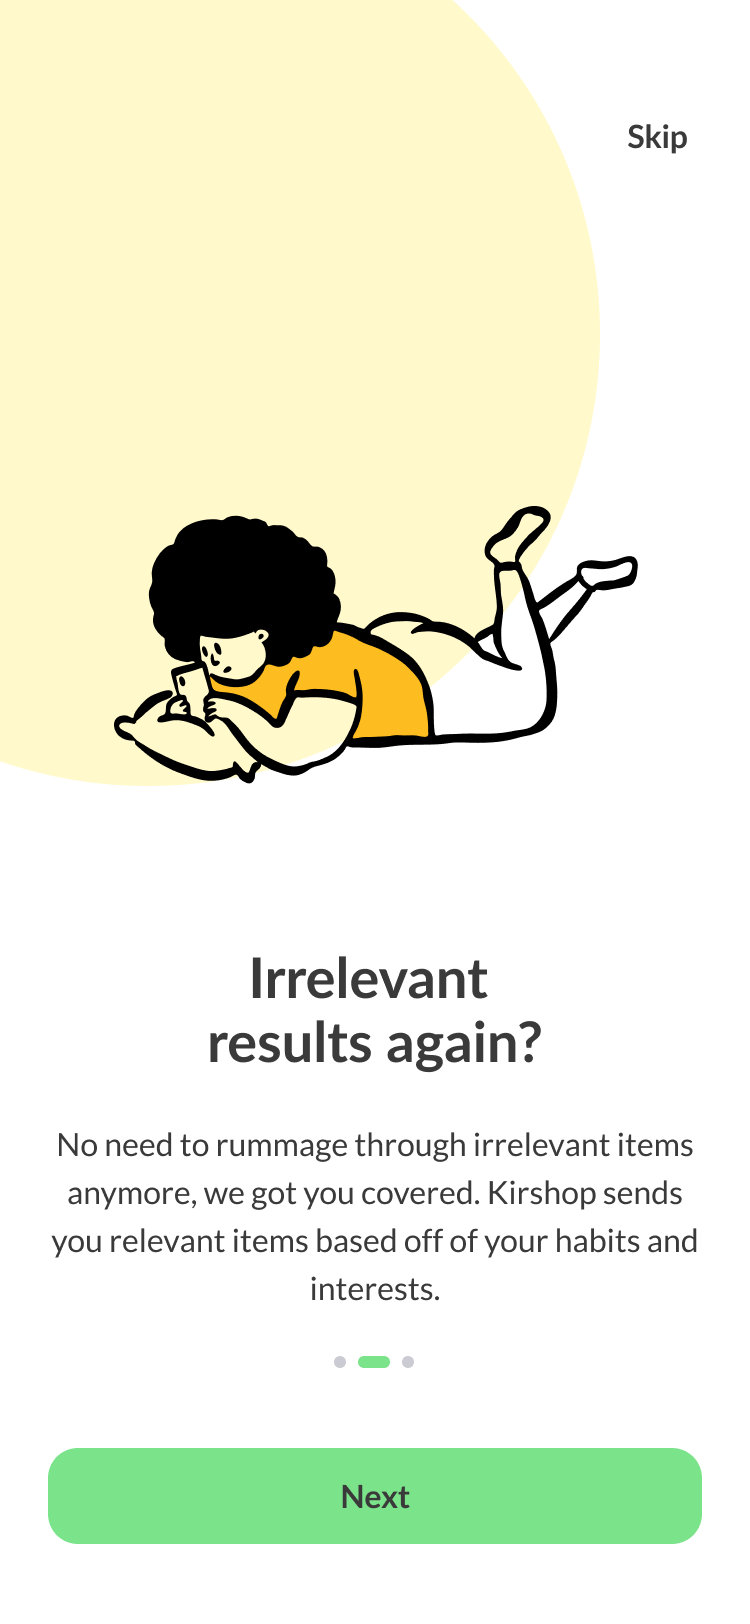 Skip
Irrelevant
results again?
No need to rummage through irrelevant items
anymore, we got you covered. Kirshop sends
you relevant items based off of your habits and
interests.
Next